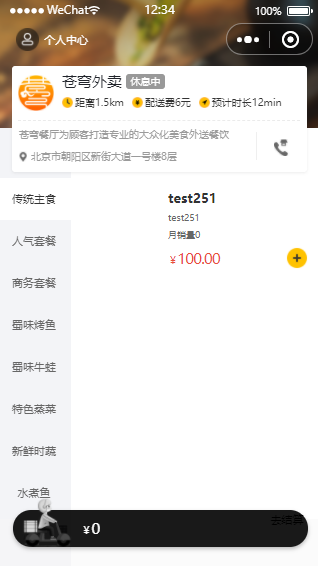 WeChat 12:34 100%
个人中心
苍穹外卖 休息中
距离1.5km 配送费6元 预计时长12min
苍穹餐厅为顾客打造专业的大众化美食外送餐饮
北京市朝阳区新街大道一号楼8层
传统主食
人气套餐
商务套餐
蜀味烤鱼
蜀味牛蛙
特色蒸菜
新鲜时蔬
水煮鱼
test251
test251
月销量0
￥100.00
去结算
￥0